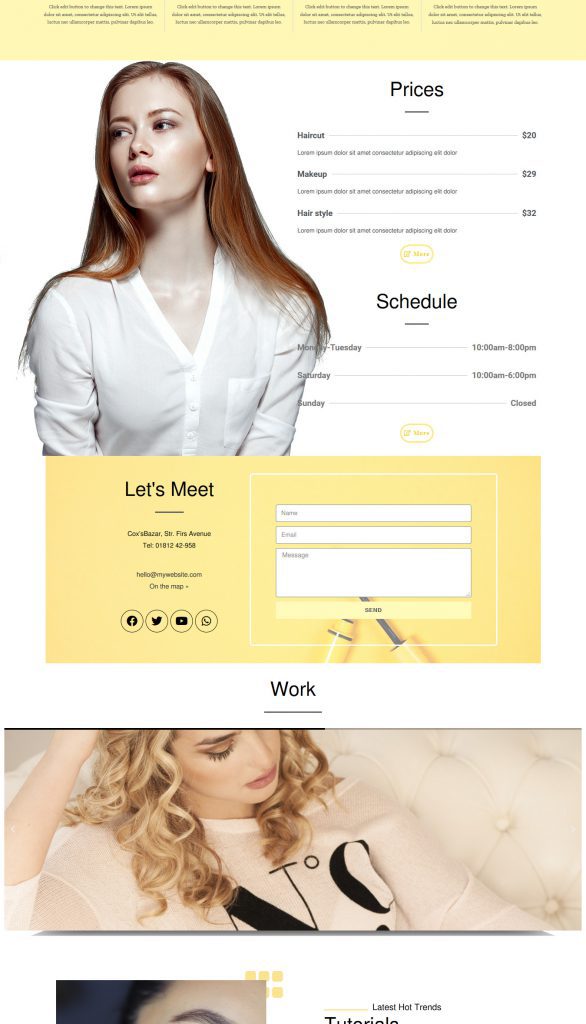 Click edit button to change this text. Lorem ipsum
dolor sit amet, consectetur adipiscing elit. Ut elit tellus,
luctus nec ullamcorper mattis, pulvinar dapibus leo.
Click edit button to change this text. Lorem ipsum
dolor sit amet, consectetur adipiscing elit. Ut elit tellus,
luctus nec ullamcorper mattis, pulvinar dapibus leo.
Click edit button to change this text. Lorem ipsum
dolor sit amet, consectetur adipiscing elit. Ut elit tellus,
luctus nec ullamcorper mattis, pulvinar dapibus leo.
Click edit button to change this text. Lorem ipsum
dolor sit amet, consectetur adipiscing elit. Ut elit tellus,
luctus nec ullamcorper mattis, pulvinar dapibus leo.
Prices
Haircut $20
Lorem ipsum dolor sit amet consectetur adipiscing elit dolor
Makeup $29
Lorem ipsum dolor sit amet consectetur adipiscing elit dolor
Hair style $32
Lorem ipsum dolor sit amet consectetur adipiscing elit dolor
More
Schedule
Monday-Tuesday 10:00am-8:00pm
Saturday 10:00am-6:00pm
Sunday Closed
More
Let's Meet
Cox'sBazar, Str. Firs Avenue
Tel: 01812 42-958
hello@mywebsite.com
On the map »
Name
Email
Message
SEND
Work
Nº
Latest Hot Trends
Tutorials